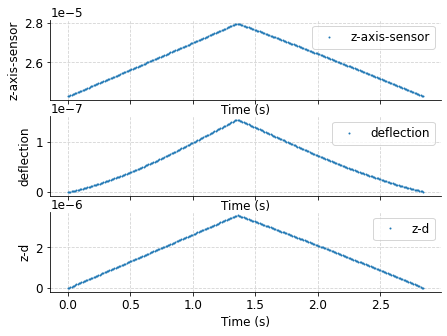 1e−5
2.8
2.6
z-axis-sensor
z-axis-sensor
Time (s)
1e−7
1
0
deflection
deflection
Time (s)
1e−6
2
0
z-d
z-d
0.0 0.5 1.0 1.5 2.0 2.5
Time (s)